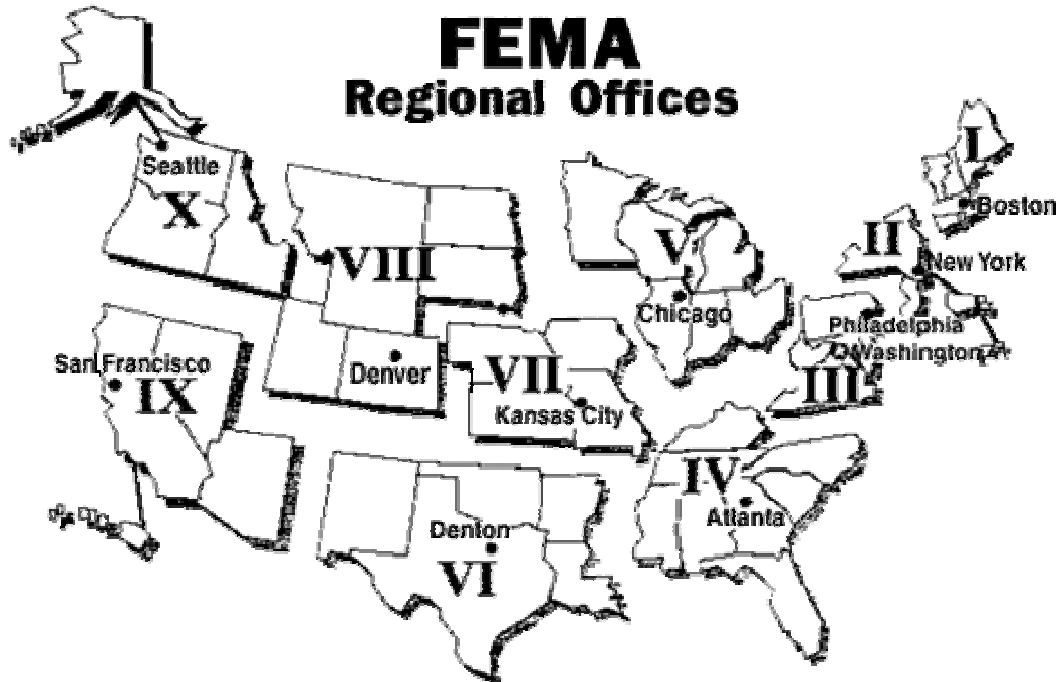 FEMA
Regional Offices
I
Seattle
X
Boston
II
V
VIII
New York
Chicago
Philadelphia
Washington
San Francisco
Denver
VII
III
IX
Kansas City
IV
Atlanta
Denton
VI